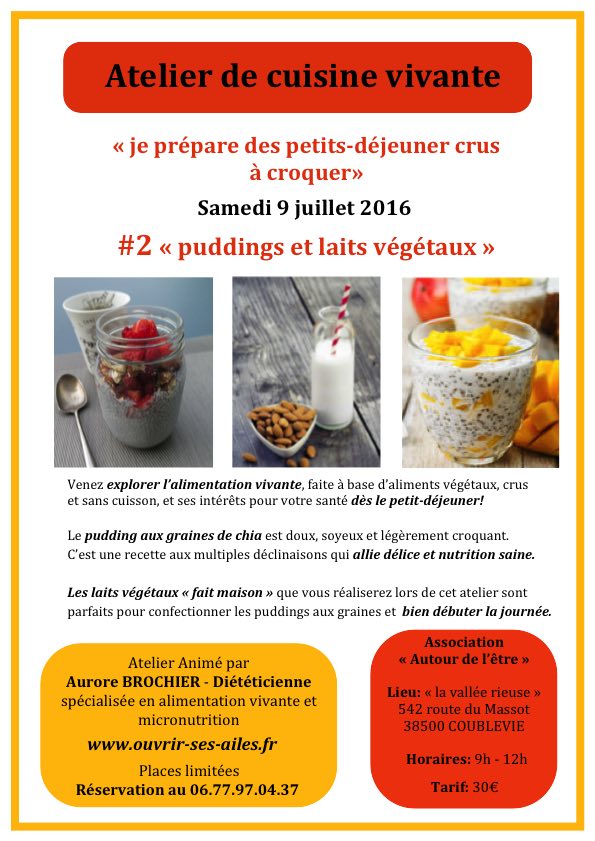 Atelier de cuisine vivante
« je prépare des petits-déjeuner crus
à croquer»
Samedi 9 juillet 2016
#2 « puddings et laits végétaux »
Venez explorer l'alimentation vivante, faite à base d'aliments végétaux, crus
et sans cuisson, et ses intérêts pour votre santé dès le petit-déjeuner!
Le pudding aux graines de chia est doux, soyeux et légèrement croquant.
C'est une recette aux multiples déclinaisons qui allie délice et nutrition saine.
Les laits végétaux « fait maison » que vous réaliserez lors de cet atelier sont
parfaits pour confectionner les puddings aux graines et bien débuter la journée.
Atelier Animé par
Aurore BROCHIER - Diététicienne
spécialisée en alimentation vivante et
micronutrition
www.ouvrir-ses-ailes.fr
Places limitées
Réservation au 06.77.97.04.37
Association
« Autour de l'être »
Lieu: « la vallée rieuse »
542 route du Massot
38500 COUBLEVIE
Horaires: 9h - 12h
Tarif: 30€